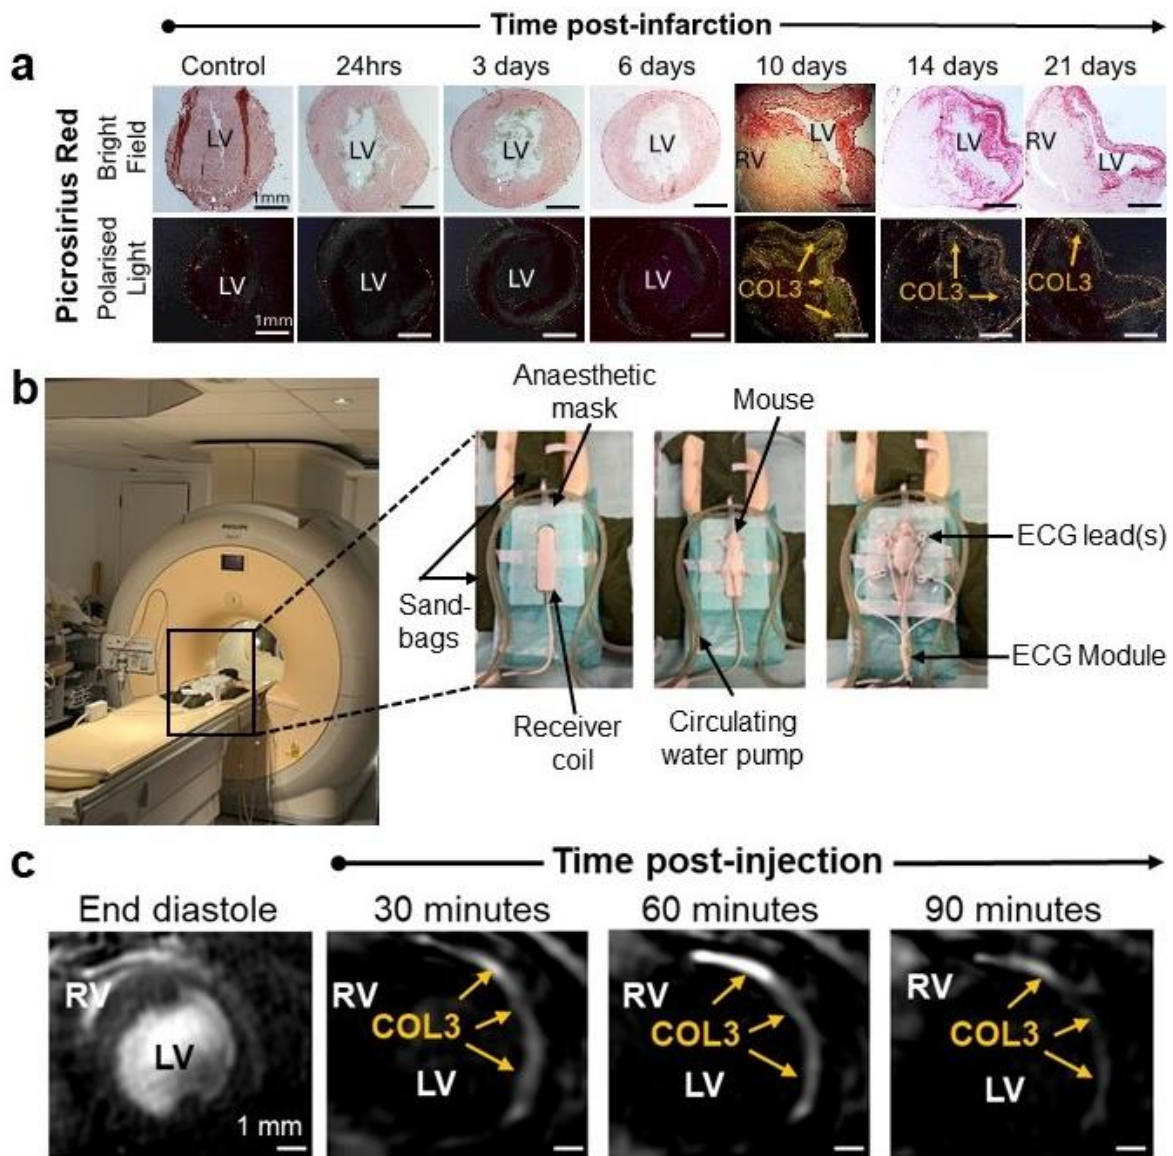 Time post-infarction
a
Control
24hrs
3 days
6 days
10 days
14 days
21 days
Picrosirius Red
Bright
Field
LV
1mm
LV
LV
LV
RV
LV
LV
RV
LV
Polarised
Light
LV
1mm
LV
LV
LV
COL3
COL3
COL3
b
Anaesthetic
mask
Mouse
PHILIPS
ECG lead(s)
Sand-
bags
ECG Module
Receiver
coil
Circulating
water pump
c
Time post-injection
End diastole
30 minutes
60 minutes
90 minutes
RV
LV
1 mm
RV
COL3
LV
RV
COL3
LV
RV
COL3
LV